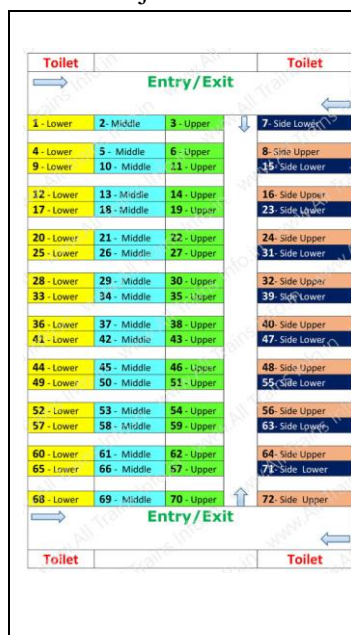 Toilet Toilet
Entry/Exit
1 - Lower 2- Middle 3 - Upper 7- Side Lower
4 - Lower 5 - Middle 6 - Upper 8- Side Upper
9 - Lower 10 - Middle 11 - Upper 15- Side Lower
12 - Lower 13 - Middle 14 - Upper 16- Side Upper
17 - Lower 18 - Middle 19 - Upper 23- Side Lower
20 - Lower 21 - Middle 22 - Upper 24- Side Upper
25 - Lower 26 - Middle 27 - Upper 31- Side Lower
28 - Lower 29 - Middle 30 - Upper 32- Side Upper
33 - Lower 34 - Middle 35 - Upper 39- Side Lower
36 - Lower 37 - Middle 38 - Upper 40- Side Upper
41 - Lower 42 - Middle 43 - Upper 47- Side Lower
44 - Lower 45 - Middle 46 - Upper 48- Side Upper
49 - Lower 50 - Middle 51 - Upper 55- Side Lower
52 - Lower 53 - Middle 54 - Upper 56- Side Upper
57 - Lower 58 - Middle 59 - Upper 63- Side Lower
60 - Lower 61 - Middle 62 - Upper 64- Side Upper
65 - Lower 66 - Middle 67 - Upper 71- Side Lower
68 - Lower 69 - Middle 70 - Upper 72- Side Upper
Entry/Exit
Toilet Toilet